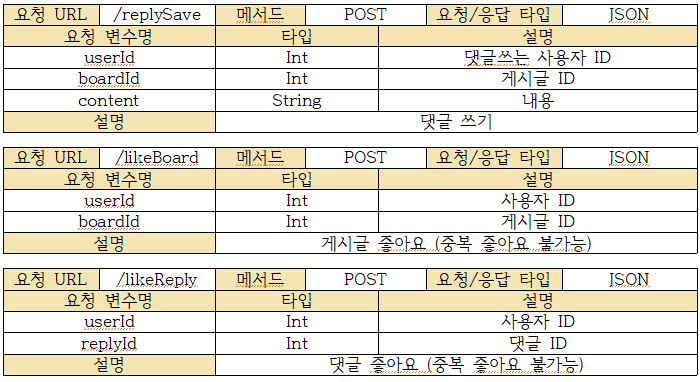 요청 URL /replySave 메서드 POST 요청/응답 타입 JSON
요청 변수명 타입 설명
userId Int 댓글쓰는 사용자 ID
boardId Int 게시글 ID
content String 내용
설명 댓글 쓰기
요청 URL /likeBoard 메서드 POST 요청/응답 타입 JSON
요청 변수명 타입 설명
userId Int 사용자 ID
boardId Int 게시글 ID
설명 게시글 좋아요 (중복 좋아요 불가능)
요청 URL /likeReply 메서드 POST 요청/응답 타입 JSON
요청 변수명 타입 설명
userId Int 사용자 ID
replyId Int 댓글 ID
설명 댓글 좋아요 (중복 좋아요 불가능)